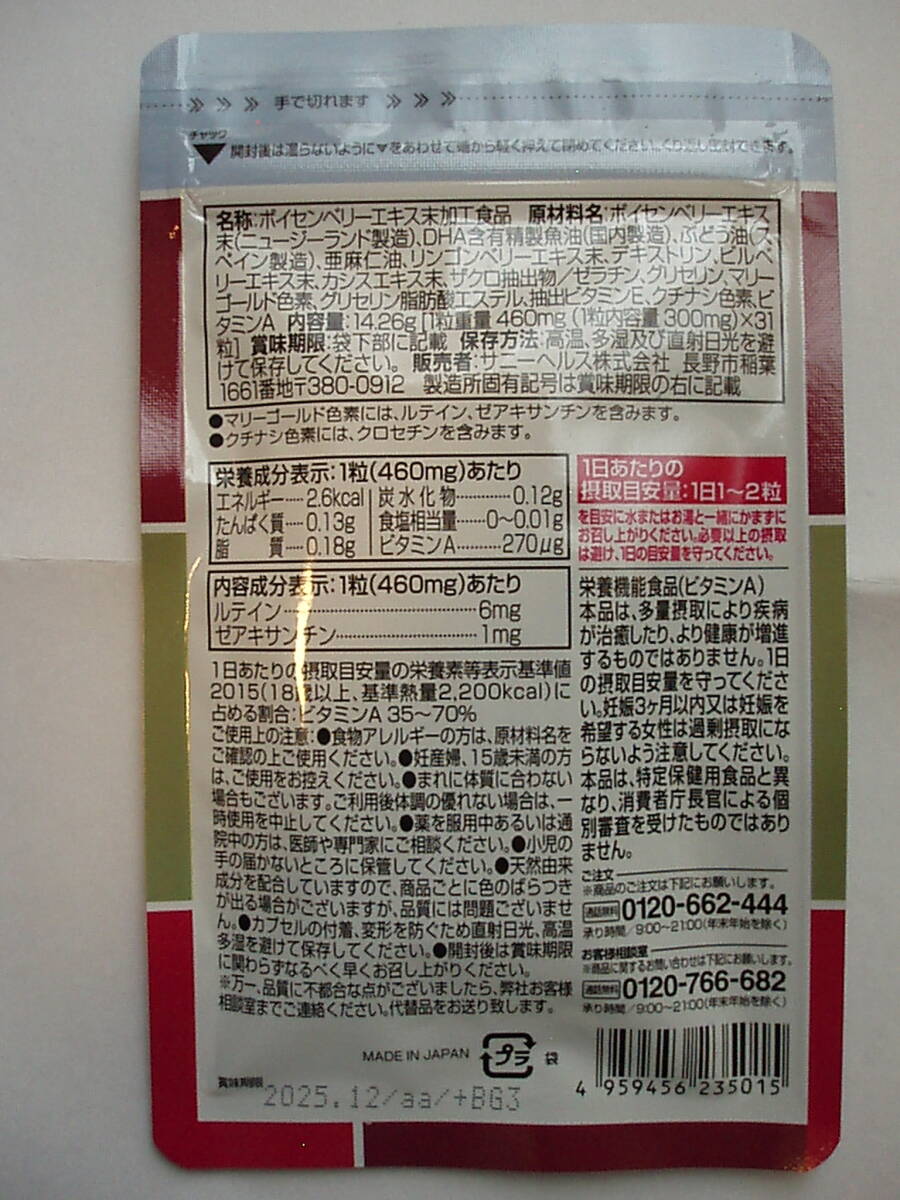 手で切れます
チャック
▼開封後は湿らないように▼をあわせて端から軽く押えて閉めてください。くり返し密封できます。
名称:ボイセンベリーエキス末加工食品 原材料名:ボイセンベリーエキス
末(ニュージーランド製造)、DHA含有精製魚油(国内製造)、ぶどう油(ス
ペイン製造)、亜麻仁油、リンゴンベリーエキス末、デキストリン、ビルベ
リーエキス末、カシスエキス末、ザクロ抽出物/ゼラチン、グリセリン、マリー
ゴールド色素、グリセリン脂肪酸エステル、抽出ビタミンE、クチナシ色素、ビ
タミンA 内容量:14.26g[1粒重量 460mg (1粒内容量 300mg)×31
粒] 賞味期限:袋下部に記載 保存方法:高温、多湿及び直射日光を避
けて保存してください。 販売者:サニーヘルス株式会社 長野市稲葉
1661番地〒380-0912 製造所固有記号は賞味期限の右に記載
●マリーゴールド色素には、ルテイン、ゼアキサンチンを含みます。
●クチナシ色素には、クロセチンを含みます。
栄養成分表示:1粒(460mg)あたり
エネルギー……2.6kcal 炭水化物…………0.12g
たんぱく質……0.13g 食塩相当量……0〜0.01g
脂 質……0.18g ビタミンA…………270μg
内容成分表示:1粒(460mg)あたり
ルテイン…………………………6mg
ゼアキサンチン…………………1mg
1日あたりの摂取目安量の栄養素等表示基準値
2015(18歳以上、基準熱量2,200kcal)に
占める割合:ビタミンA 35〜70%
ご使用上の注意:●食物アレルギーの方は、原材料名を
ご確認の上ご使用ください。●妊産婦、15歳未満の方
は、ご使用をお控えください。●まれに体質に合わない
場合もございます。ご利用後体調の優れない場合は、一
時使用を中止してください。●薬を服用中あるいは通
院中の方は、医師や専門家にご相談ください。●小児の
手の届かないところに保管してください。●天然由来
成分を配合していますので、商品ごとに色のばらつき
が出る場合がございますが、品質には問題ございませ
ん。●カプセルの付着、変形を防ぐため直射日光、高温
多湿を避けて保存してください。●開封後は賞味期限
に関わらずなるべく早くお召し上がりください。
※万一、品質に不都合な点がございましたら、弊社お客様
相談室までご連絡ください。代替品をお送り致します。
1日あたりの
摂取目安量:1日1〜2粒
を目安に水またはお湯と一緒にかまずに
お召し上がりください。必要以上の摂取
は避け、1日の目安量を守ってください。
栄養機能食品(ビタミンA)
本品は、多量摂取により疾病
が治癒したり、より健康が増進
するものではありません。1日
の摂取目安量を守ってくださ
い。妊娠3ヶ月以内又は妊娠を
希望する女性は過剰摂取にな
らないよう注意してください。
本品は、特定保健用食品と異
なり、消費者庁長官による個
別審査を受けたものではあり
ません。
ご注文
※商品のご注文は下記にお願いします。
通話無料 0120-662-444
承り時間/9:00〜21:00(年末年始を除く)
お客様相談室
※商品に関するお問い合わせは下記にお願いします。
通話無料 0120-766-682
承り時間/9:00〜21:00(年末年始を除く)
MADE IN JAPAN プラ 袋
4 959456 235015
賞味期限 2025.12/aa/+BG3